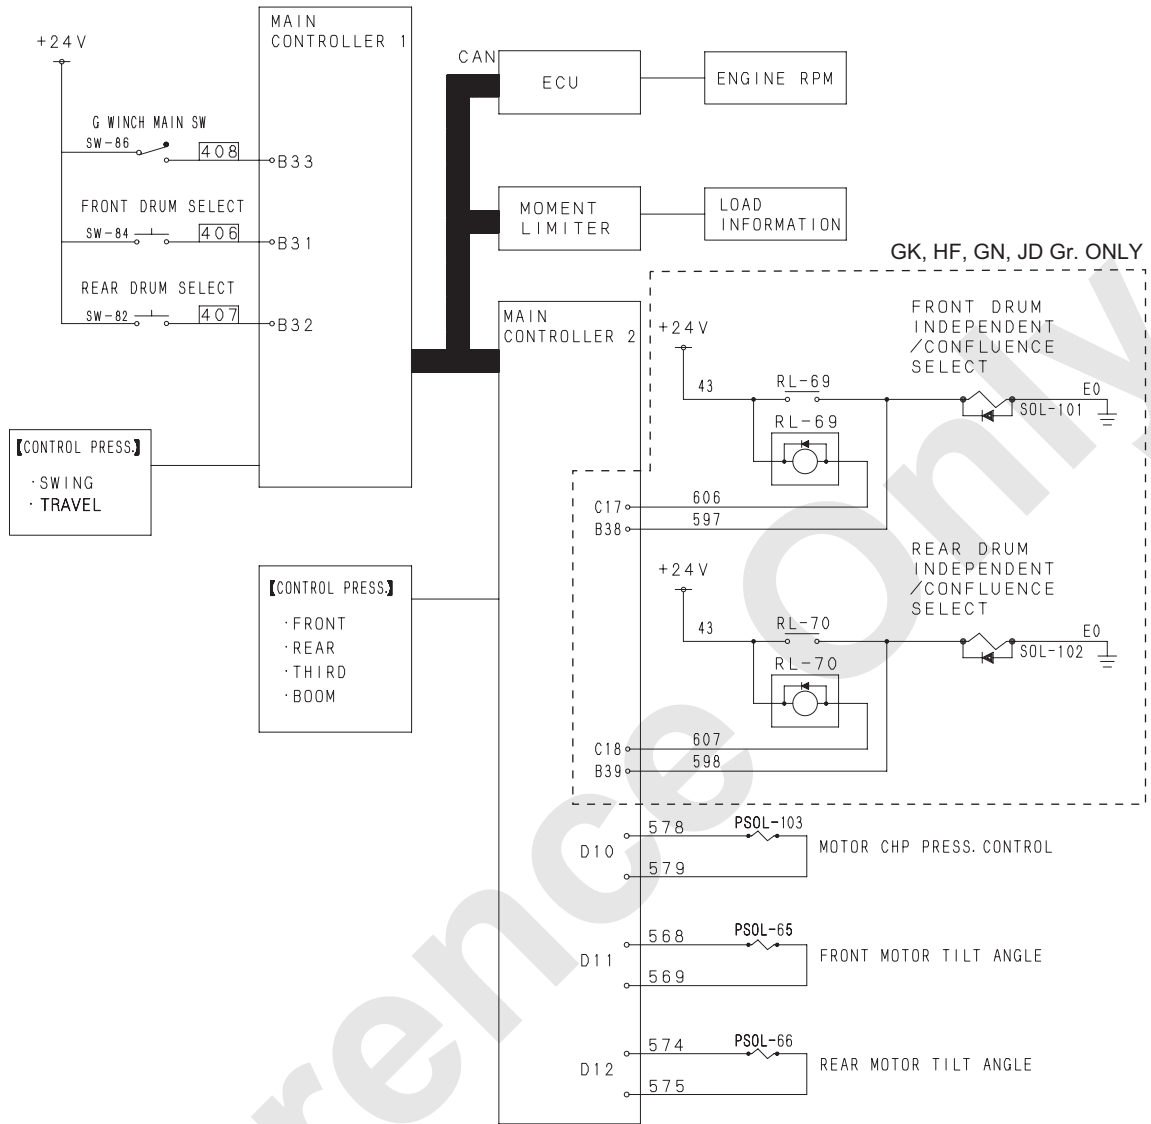 +24V
MAIN
CONTROLLER 1
G WINCH MAIN SW
SW-86
408
B33
FRONT DRUM SELECT
SW-84
406
B31
REAR DRUM SELECT
SW-82
407
B32
【CONTROL PRESS.】
·SWING
·TRAVEL
CAN
ECU
ENGINE RPM
MOMENT
LIMITER
LOAD
INFORMATION
【CONTROL PRESS.】
·FRONT
·REAR
·THIRD
·BOOM
MAIN
CONTROLLER 2
GK, HF, GN, JD Gr. ONLY
+24V
43
RL-69
RL-69
FRONT DRUM
INDEPENDENT
/CONFLUENCE
SELECT
SOL-101
E0
C17
606
B38
597
+24V
43
RL-70
RL-70
REAR DRUM
INDEPENDENT
/CONFLUENCE
SELECT
SOL-102
E0
C18
607
B39
598
D10
578
579
PSOL-103
MOTOR CHP PRESS. CONTROL
D11
568
569
PSOL-65
FRONT MOTOR TILT ANGLE
D12
574
575
PSOL-66
REAR MOTOR TILT ANGLE
rence Only